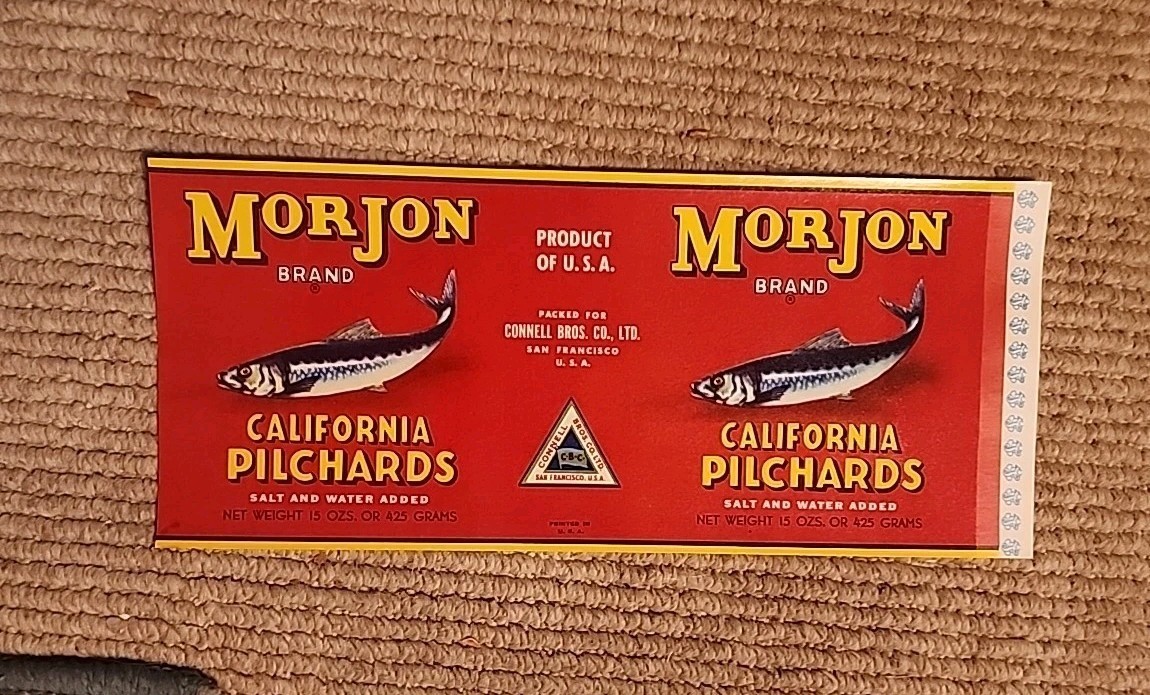 MORJON
BRAND
®
CALIFORNIA
PILCHARDS
SALT AND WATER ADDED
NET WEIGHT 15 OZS. OR 425 GRAMS
PRODUCT
OF U.S.A.
PACKED FOR
CONNELL BROS. CO., LTD.
SAN FRANCISCO
U. S. A.
CONNELL
BROS. CO. LTD.
C·B·C·
SAN FRANCISCO, U.S.A.
PRINTED IN
U. S. A.
MORJON
BRAND
®
CALIFORNIA
PILCHARDS
SALT AND WATER ADDED
NET WEIGHT 15 OZS. OR 425 GRAMS